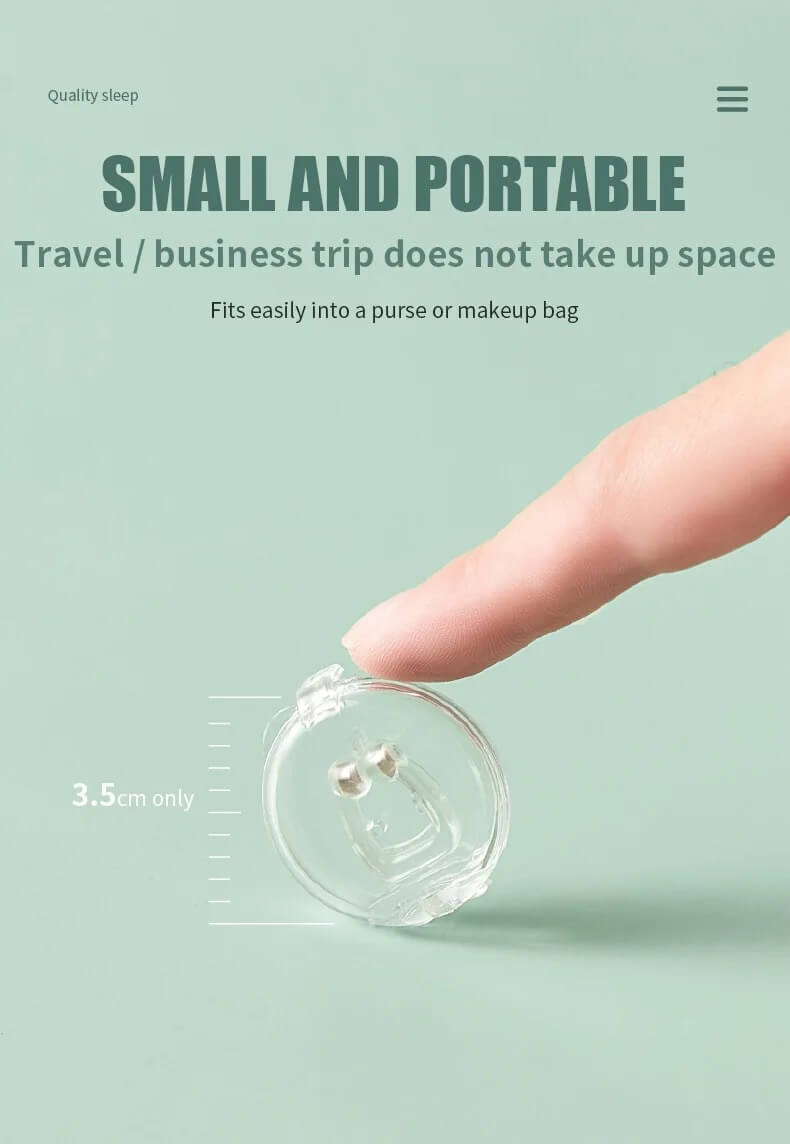 Quality sleep
SMALL AND PORTABLE
Travel / business trip does not take up space
Fits easily into a purse or makeup bag
3.5cm only